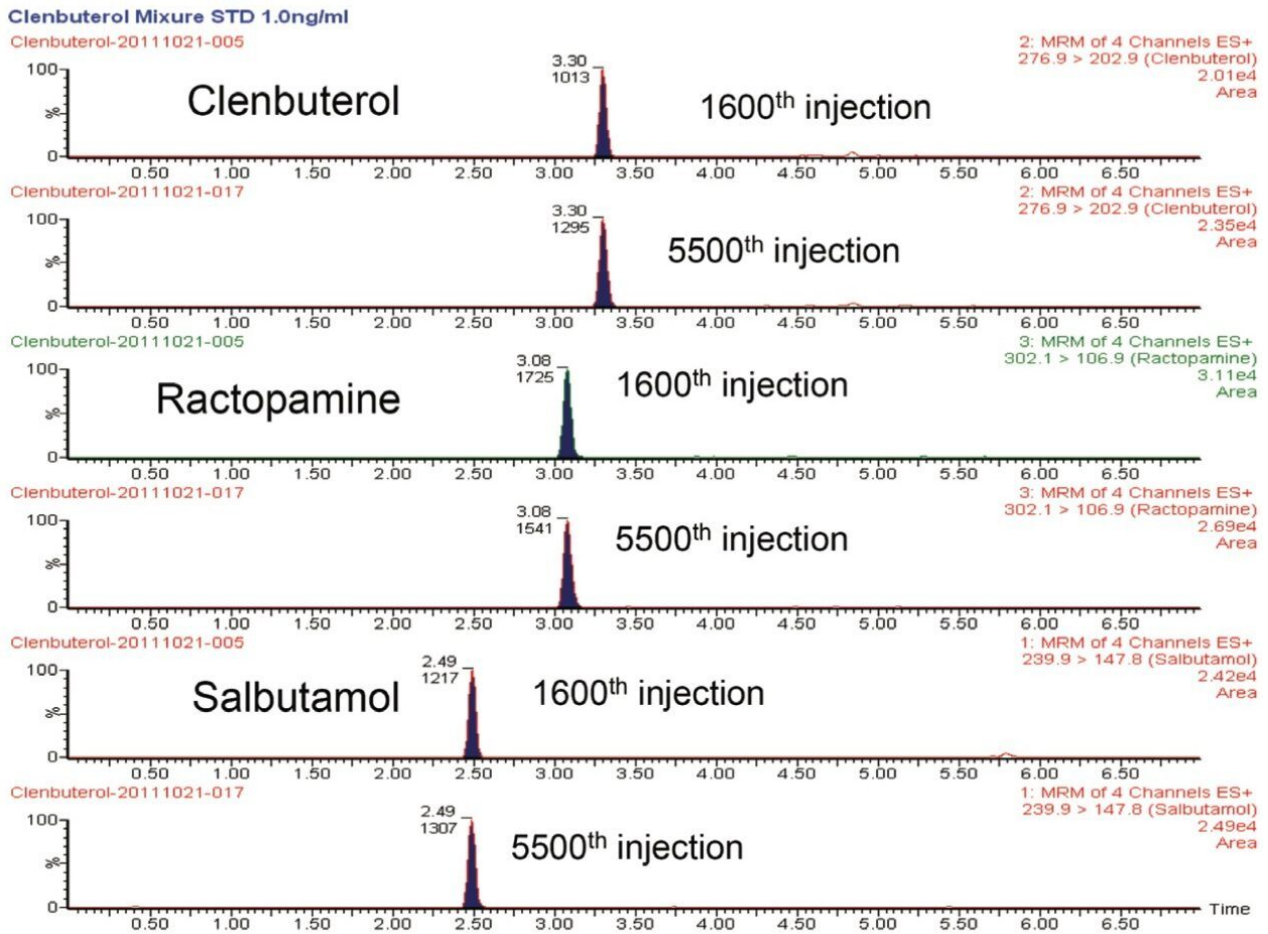 Clenbuterol Mixure STD 1.0ng/ml
Clenbuterol-20111021-005
2: MRM of 4 Channels ES+
276.9 > 202.9 (Clenbuterol)
2.01e4
Area
3.30
1013
100
%
0
Clenbuterol
1600th injection
0.50 1.00 1.50 2.00 2.50 3.00 3.50 4.00 4.50 5.00 5.50 6.00 6.50
Clenbuterol-20111021-017
2: MRM of 4 Channels ES+
276.9 > 202.9 (Clenbuterol)
2.35e4
Area
3.30
1295
100
%
0
5500th injection
0.50 1.00 1.50 2.00 2.50 3.00 3.50 4.00 4.50 5.00 5.50 6.00 6.50
Clenbuterol-20111021-005
3: MRM of 4 Channels ES+
302.1 > 106.9 (Ractopamine)
3.11e4
Area
3.08
1725
100
%
0
Ractopamine
1600th injection
0.50 1.00 1.50 2.00 2.50 3.00 3.50 4.00 4.50 5.00 5.50 6.00 6.50
Clenbuterol-20111021-017
3: MRM of 4 Channels ES+
302.1 > 106.9 (Ractopamine)
2.69e4
Area
3.08
1541
100
%
0
5500th injection
0.50 1.00 1.50 2.00 2.50 3.00 3.50 4.00 4.50 5.00 5.50 6.00 6.50
Clenbuterol-20111021-005
1: MRM of 4 Channels ES+
239.9 > 147.8 (Salbutamol)
2.42e4
Area
2.49
1217
100
%
0
Salbutamol
1600th injection
0.50 1.00 1.50 2.00 2.50 3.00 3.50 4.00 4.50 5.00 5.50 6.00 6.50
Clenbuterol-20111021-017
1: MRM of 4 Channels ES+
239.9 > 147.8 (Salbutamol)
2.49e4
Area
2.49
1307
100
%
0
5500th injection
Time
0.50 1.00 1.50 2.00 2.50 3.00 3.50 4.00 4.50 5.00 5.50 6.00 6.50